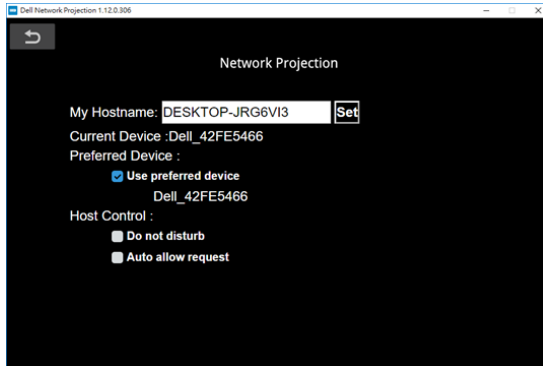 Dell Network Projection 1.12.0.306
Network Projection
My Hostname: DESKTOP-JRG6VI3 Set
Current Device :Dell_42FE5466
Preferred Device :
Use preferred device
Dell_42FE5466
Host Control :
Do not disturb
Auto allow request